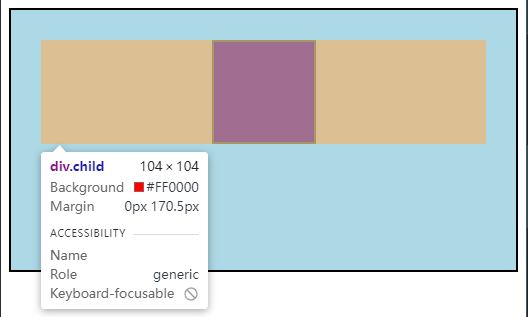 div.child 104 × 104
Background #FF0000
Margin 0px 170.5px
ACCESSIBILITY
Name
Role generic
Keyboard-focusable